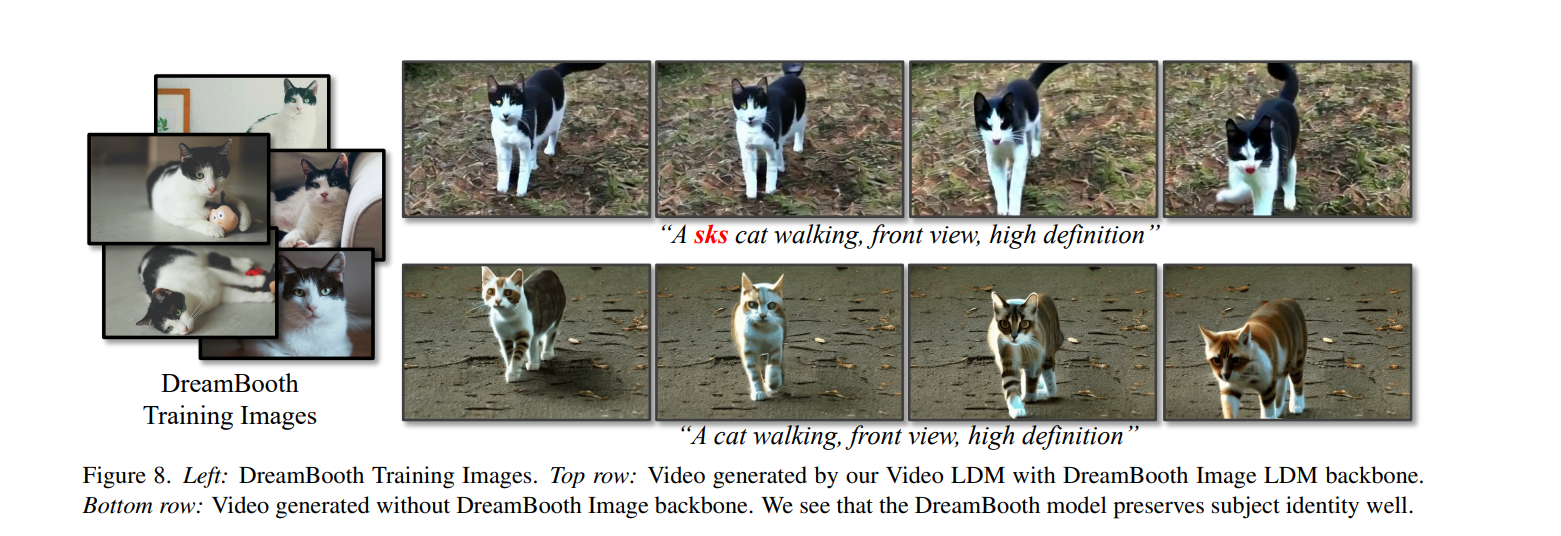 “A sks cat walking, front view, high definition”
“A cat walking, front view, high definition”
DreamBooth
Training Images
Figure 8. Left: DreamBooth Training Images. Top row: Video generated by our Video LDM with DreamBooth Image LDM backbone.
Bottom row: Video generated without DreamBooth Image backbone. We see that the DreamBooth model preserves subject identity well.